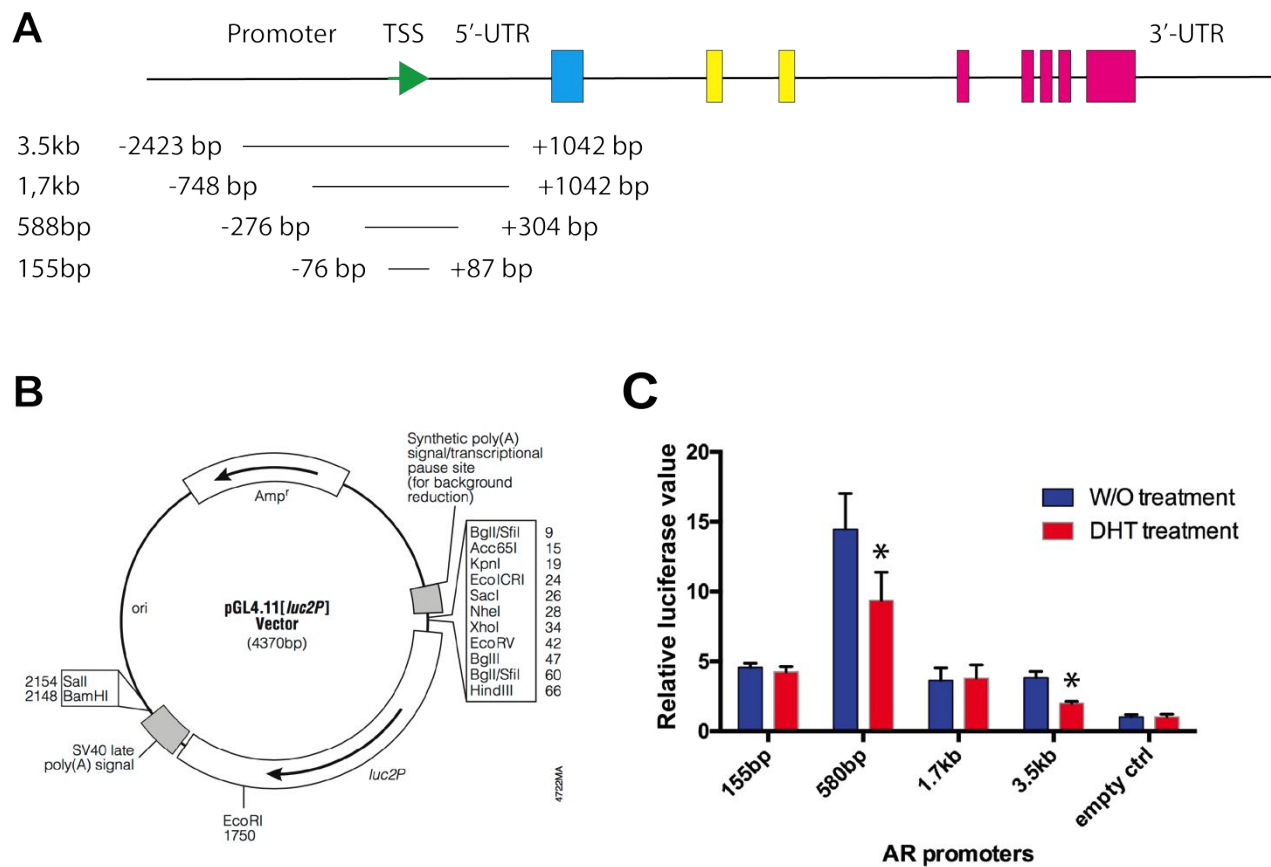 A
Promoter TSS 5’-UTR 3’-UTR
3.5kb -2423 bp +1042 bp
1,7kb -748 bp +1042 bp
588bp -276 bp +304 bp
155bp -76 bp +87 bp
B
Synthetic poly(A)
signal/transcriptional
pause site
(for background
reduction)
Ampr
ori
pGL4.11[luc2P]
Vector
(4370bp)
BglI/SfiI 9
Acc65I 15
KpnI 19
EcoICRI 24
SacI 26
NheI 28
XhoI 34
EcoRV 42
BglII 47
BglI/SfiI 60
HindIII 66
2154 SalI
2148 BamHI
SV40 late
poly(A) signal
luc2P
EcoRI
1750
4722MA
C
Relative luciferase value
20
15
10
5
0
W/O treatment
DHT treatment
*
*
155bp
580bp
1.7kb
3.5kb
empty ctrl
AR promoters